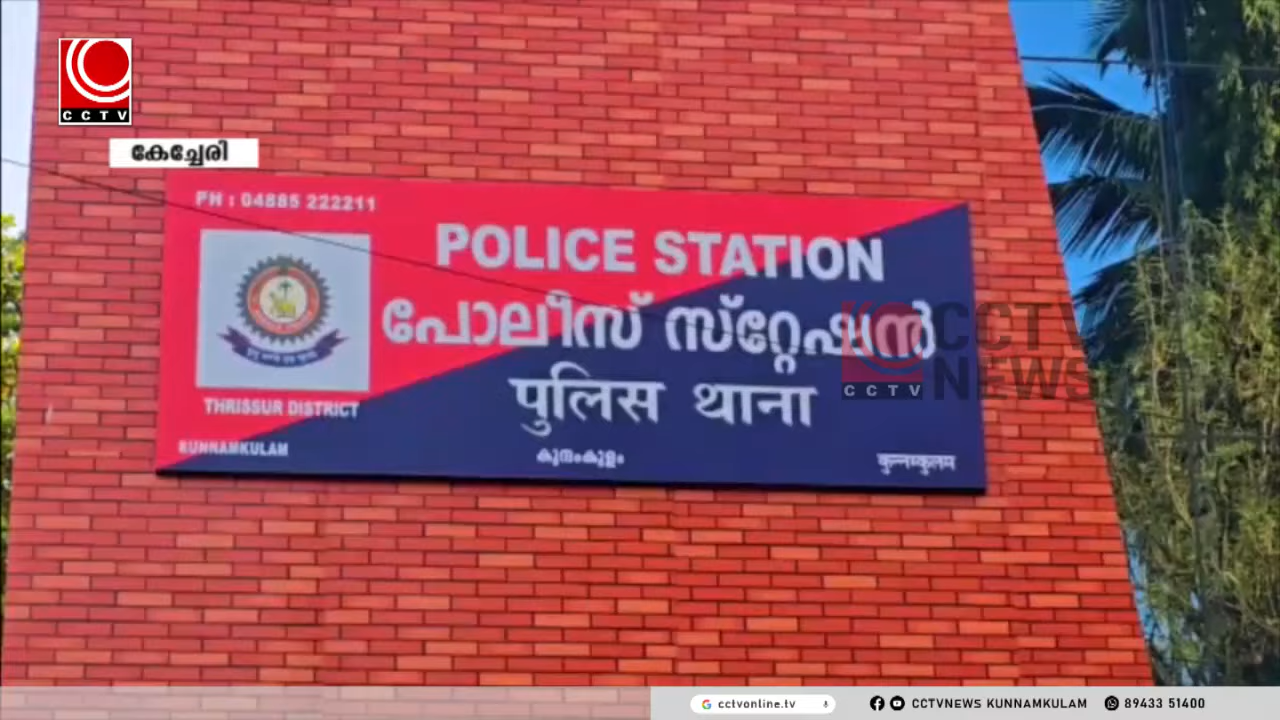 CCTV
കേച്ചേരി
PH : 04885 222211
POLICE STATION
പോലീസ് സ്റ്റേഷൻ
पुलिस थाना
THRISSUR DISTRICT
KUNNAMKULAM
കുന്ദംകുളം
कुन्नमकुलम
CCTV
CCTV NEWS
cctvonline.tv
CCTVNEWS KUNNAMKULAM
89433 51400